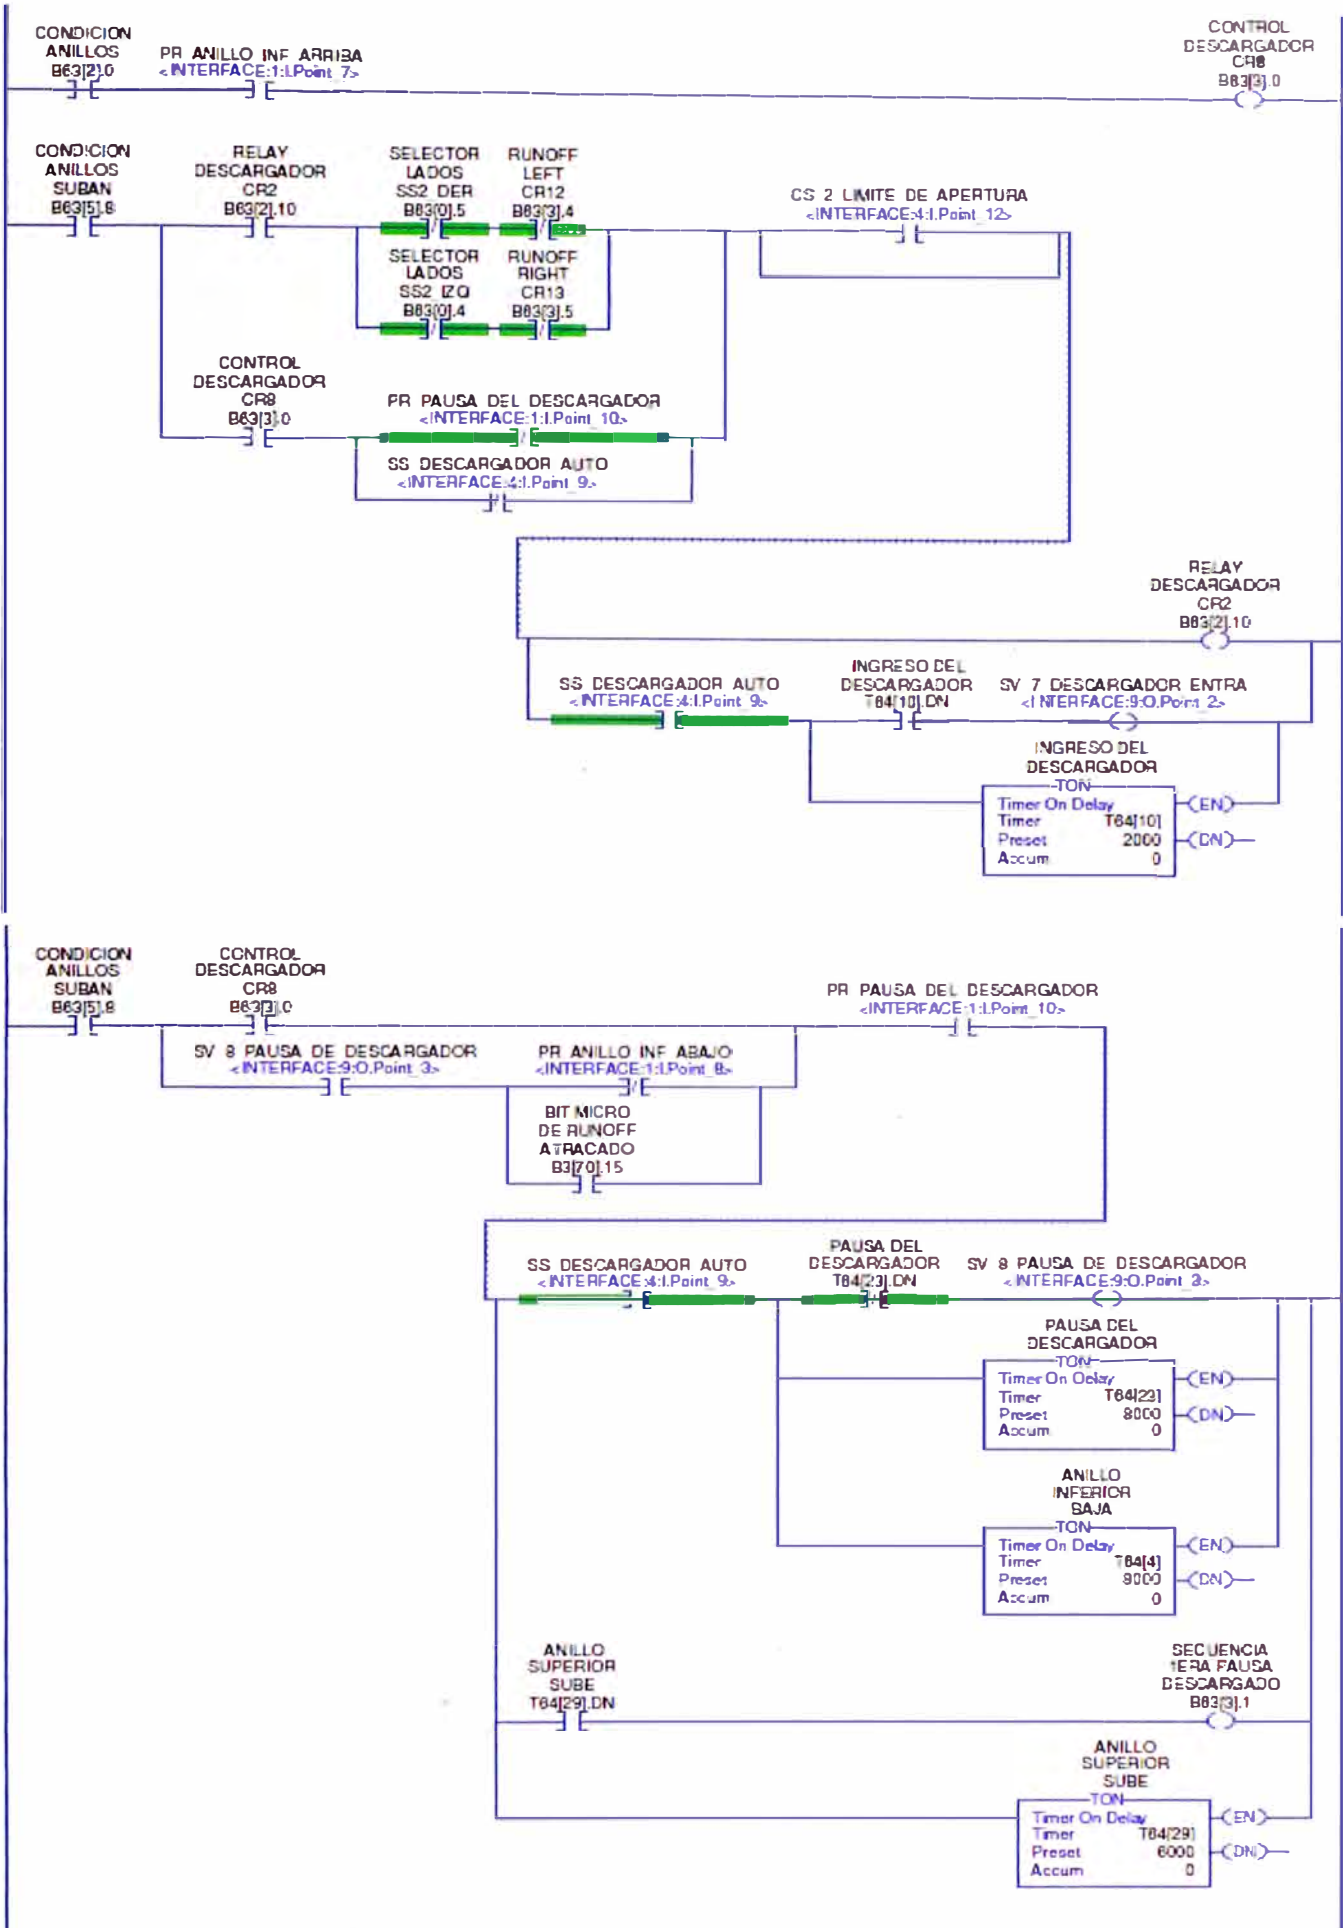 CONDICION
ANILLOS
B63[2].0
PR ANILLO INF ARRIBA
<INTERFACE:1:I.Point_7>
CONTROL
DESCARGADOR
CR8
B63[3].0
CONDICION
ANILLOS
SUBAN
B63[5].8
RELAY
DESCARGADOR
CR2
B63[2].10
SELECTOR
LADOS
SS2 DER
B63[0].5
RUNOFF
LEFT
CR12
B63[3].4
CS 2 LIMITE DE APERTURA
<INTERFACE:4:I.Point_12>
SELECTOR
LADOS
SS2 IZQ
B63[0].4
RUNOFF
RIGHT
CR13
B63[3].5
CONTROL
DESCARGADOR
CR8
B63[3].0
PR PAUSA DEL DESCARGADOR
<INTERFACE:1:I.Point_10>
SS DESCARGADOR AUTO
<INTERFACE:4:I.Point_9>
RELAY
DESCARGADOR
CR2
B63[2].10
SS DESCARGADOR AUTO
<INTERFACE:4:I.Point_9>
INGRESO DEL
DESCARGADOR
T64[10].DN
SV 7 DESCARGADOR ENTRA
<INTERFACE:9:O.Point_2>
INGRESO DEL
DESCARGADOR
TON
Timer On Delay
Timer T64[10]
Preset 2000
Accum 0
EN
DN
CONDICION
ANILLOS
SUBAN
B63[5].8
CONTROL
DESCARGADOR
CR8
B63[3].0
PR PAUSA DEL DESCARGADOR
<INTERFACE:1:I.Point_10>
SV 8 PAUSA DE DESCARGADOR
<INTERFACE:9:O.Point_3>
PR ANILLO INF ABAJO
<INTERFACE:1:I.Point_8>
BIT MICRO
DE RUNOFF
ATRACADO
B3[70].15
SS DESCARGADOR AUTO
<INTERFACE:4:I.Point_9>
PAUSA DEL
DESCARGADOR
T64[23].DN
SV 8 PAUSA DE DESCARGADOR
<INTERFACE:9:O.Point_3>
PAUSA DEL
DESCARGADOR
TON
Timer On Delay
Timer T64[23]
Preset 8000
Accum 0
EN
DN
ANILLO
INFERIOR
BAJA
TON
Timer On Delay
Timer T64[4]
Preset 8000
Accum 0
EN
DN
ANILLO
SUPERIOR
SUBE
T64[29].DN
SECUENCIA
1ERA PAUSA
DESCARGADO
B63[3].1
ANILLO
SUPERIOR
SUBE
TON
Timer On Delay
Timer T64[29]
Preset 6000
Accum 0
EN
DN